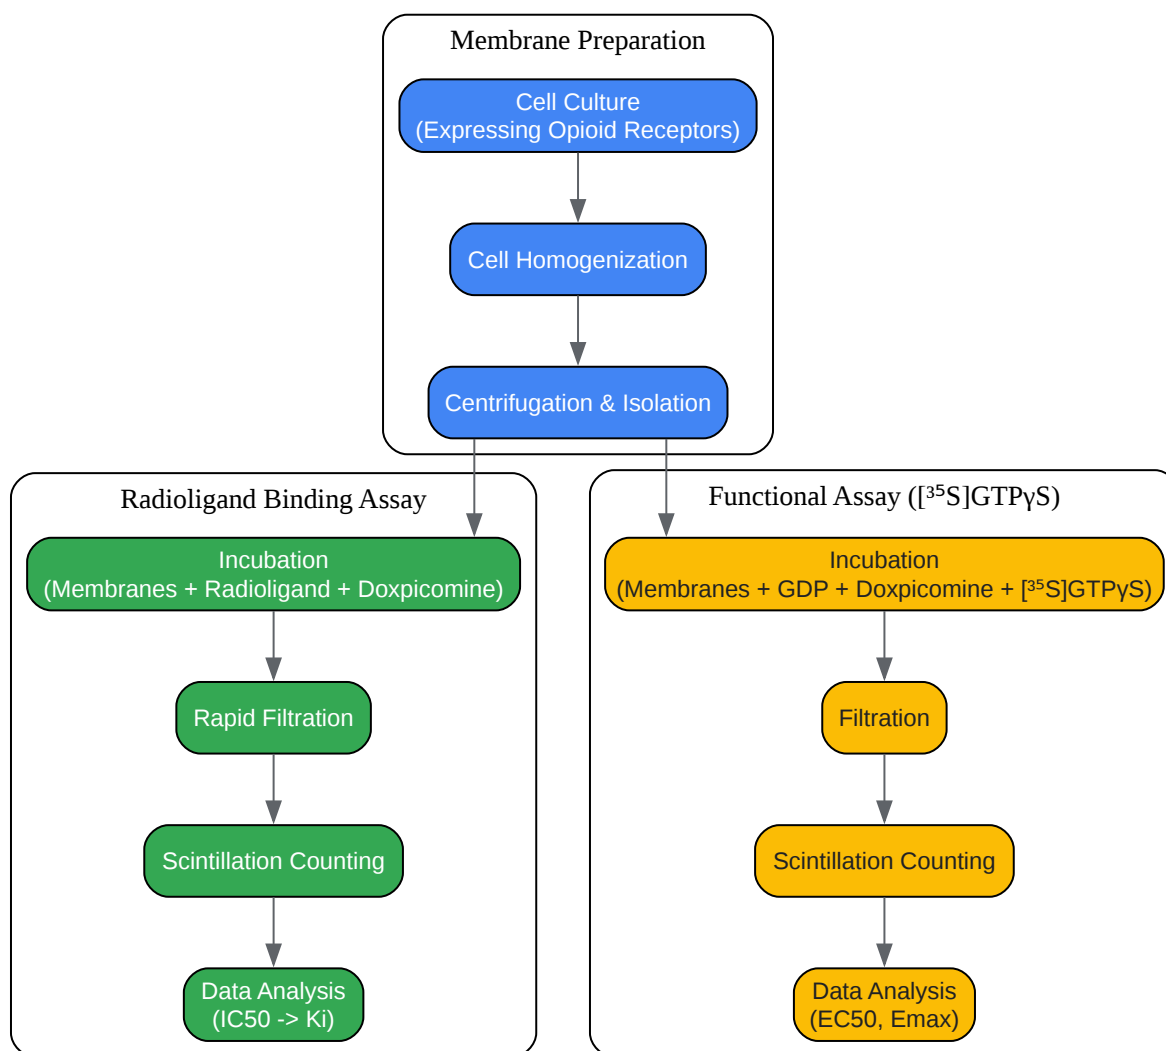 Membrane Preparation
Cell Culture
(Expressing Opioid Receptors)
Cell Homogenization
Centrifugation & Isolation
Radioligand Binding Assay
Incubation
(Membranes + Radioligand + Doxpicomine)
Rapid Filtration
Scintillation Counting
Data Analysis
(IC50 -> Ki)
Functional Assay ([³⁵S]GTPγS)
Incubation
(Membranes + GDP + Doxpicomine + [³⁵S]GTPγS)
Filtration
Scintillation Counting
Data Analysis
(EC50, Emax)